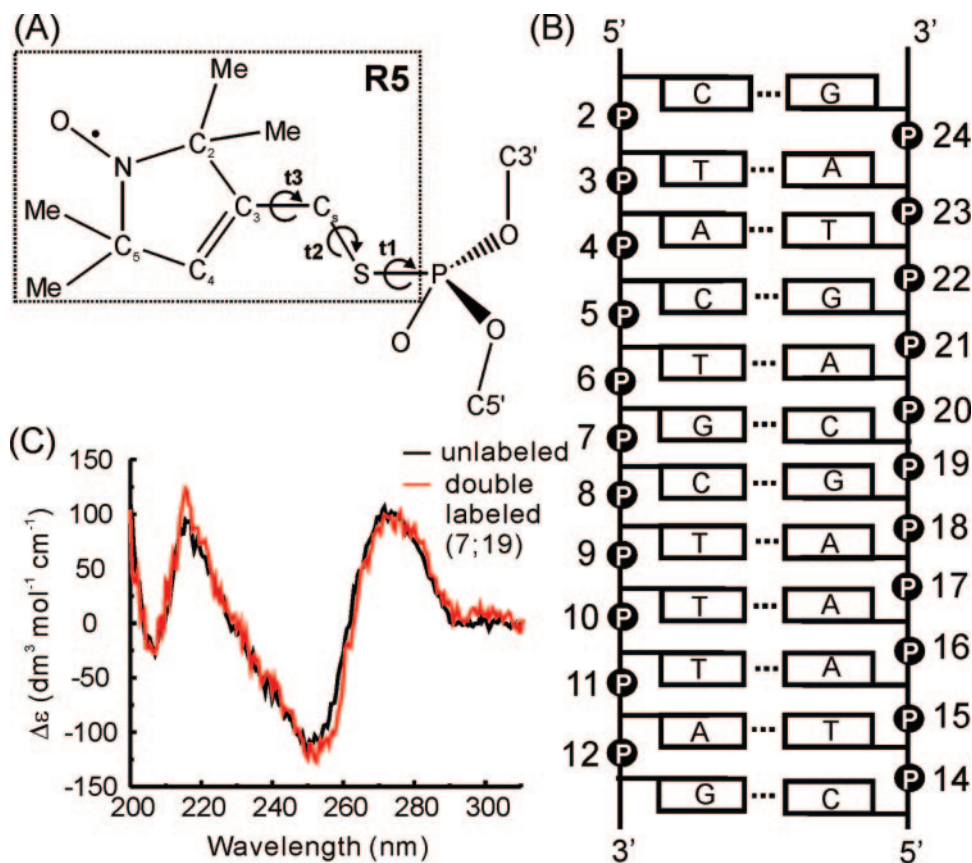 (A)
R5
O
•
N
Me
Me
C2
C3
C4
C5
Me
Me
t3
Cs
t2
t1
S
P
O
O
O
C3'
C5'
(B)
5’
3’
C ... G
2 P
P 24
T ... A
3 P
P 23
A ... T
4 P
P 22
C ... G
5 P
P 21
T ... A
6 P
P 20
G ... C
7 P
P 19
C ... G
8 P
P 18
T ... A
9 P
P 17
T ... A
10 P
P 16
T ... A
11 P
P 15
A ... T
12 P
P 14
G ... C
3’
5’
(C)
unlabeled
double
labeled
(7;19)
150
100
50
0
-50
-100
-150
Δε (dm³ mol⁻¹ cm⁻¹)
200 220 240 260 280 300
Wavelength (nm)